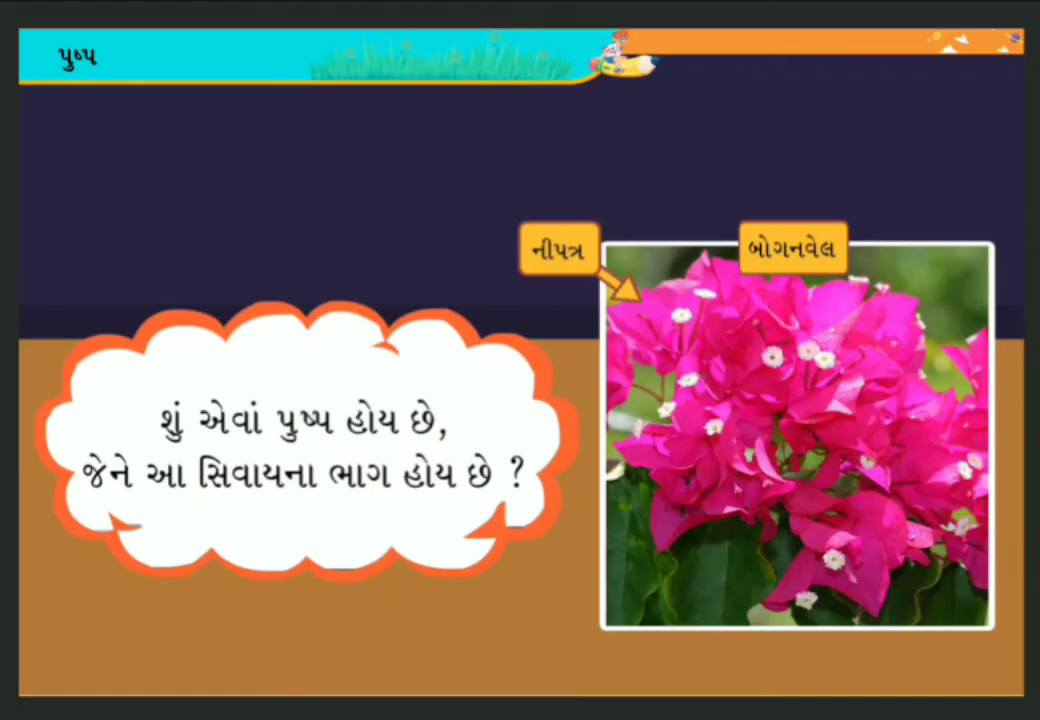 પુષ્પ
નીપત્ર
બોગનવેલ
શું એવાં પુષ્પ હોય છે,
જેને આ સિવાયના ભાગ હોય છે ?